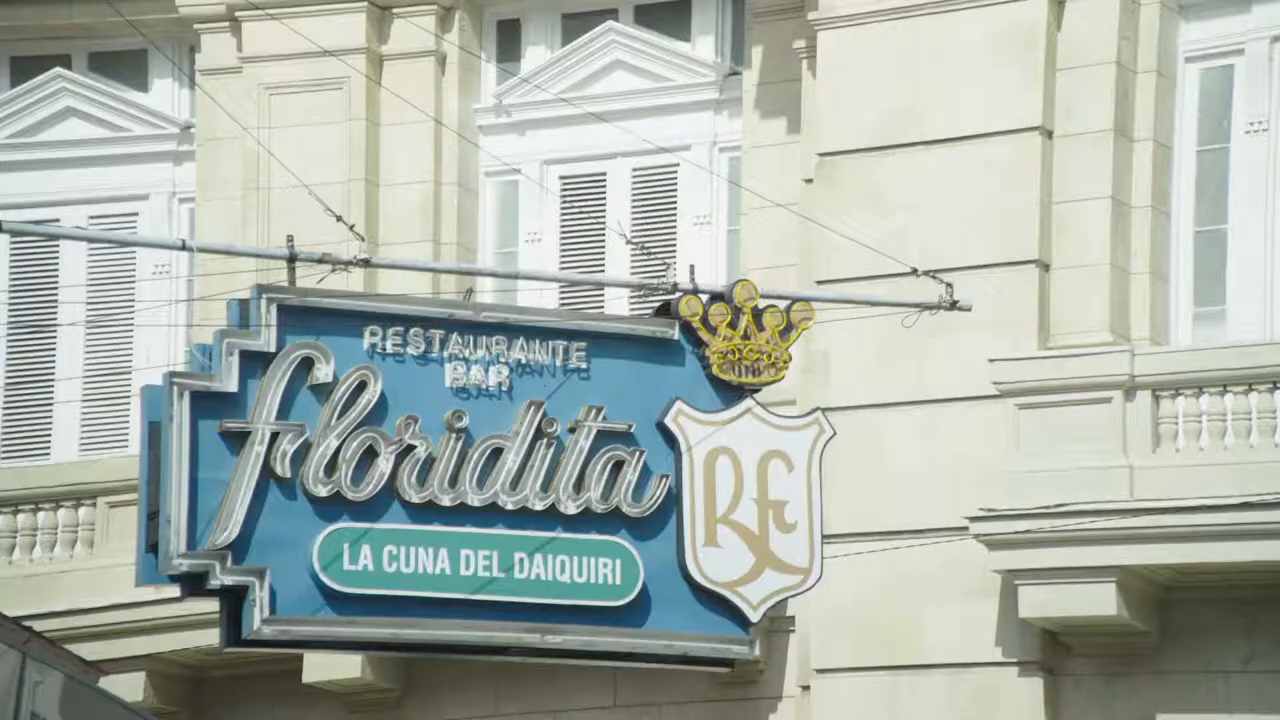 RESTAURANTE
BAR
floridita
LA CUNA DEL DAIQUIRI
RF